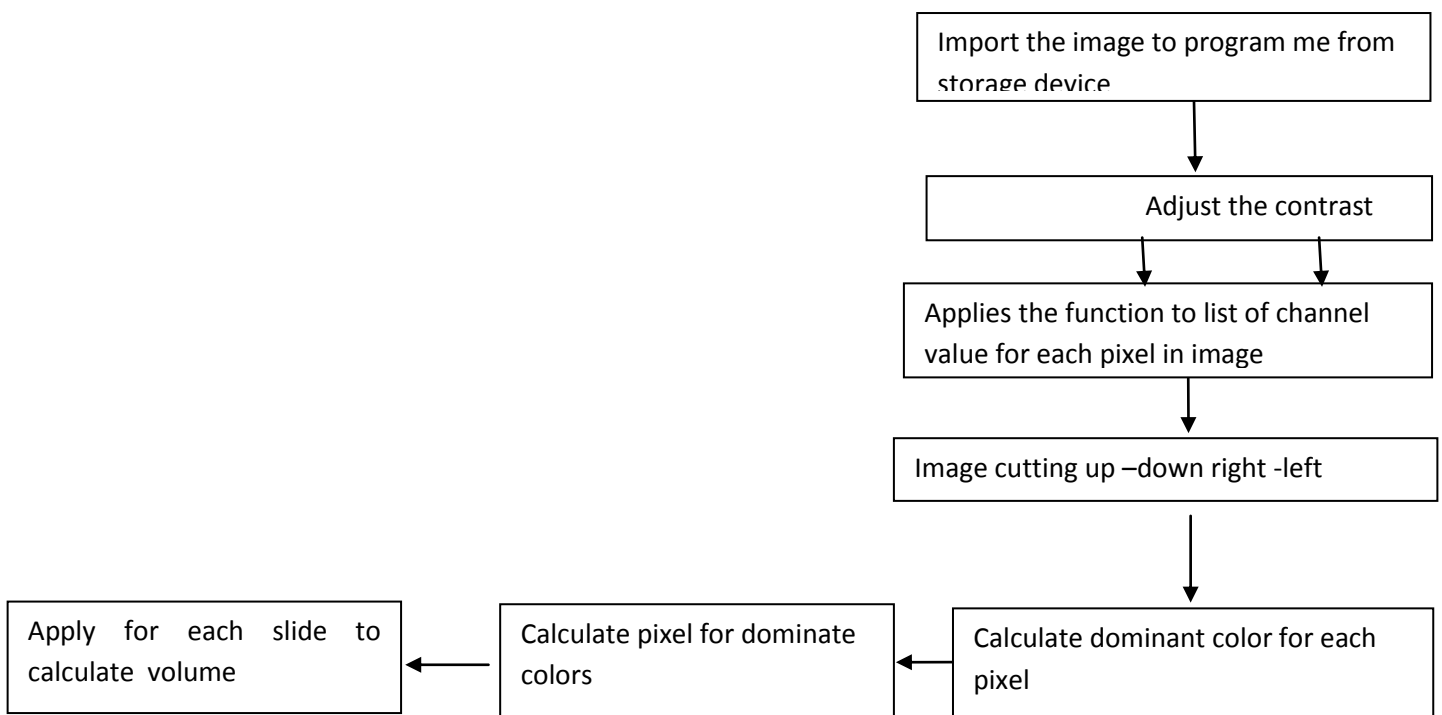 Import the image to program me from
storage device
Adjust the contrast
Applies the function to list of channel
value for each pixel in image
Image cutting up –down right -left
Calculate dominant color for each
pixel
Calculate pixel for dominate
colors
Apply for each slide to
calculate volume